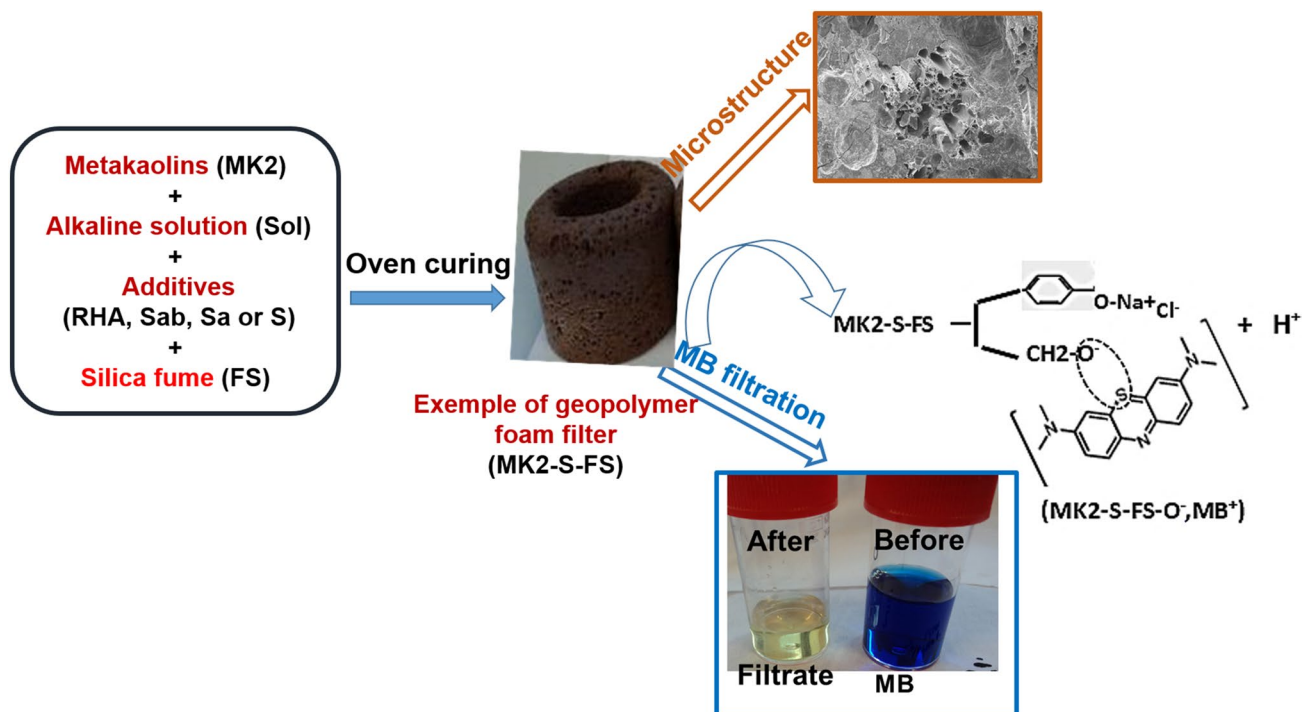 Metakaolins (MK2)
+
Alkaline solution (Sol)
+
Additives
(RHA, Sab, Sa or S)
+
Silica fume (FS)
Oven curing
Exemple of geopolymer
foam filter
(MK2-S-FS)
Microstructure
MB filtration
MK2-S-FS
O-Na+Cl-
CH2-O-
+ H+
N
S
N
N
(MK2-S-FS-O-,MB+)
After
Before
Filtrate
MB